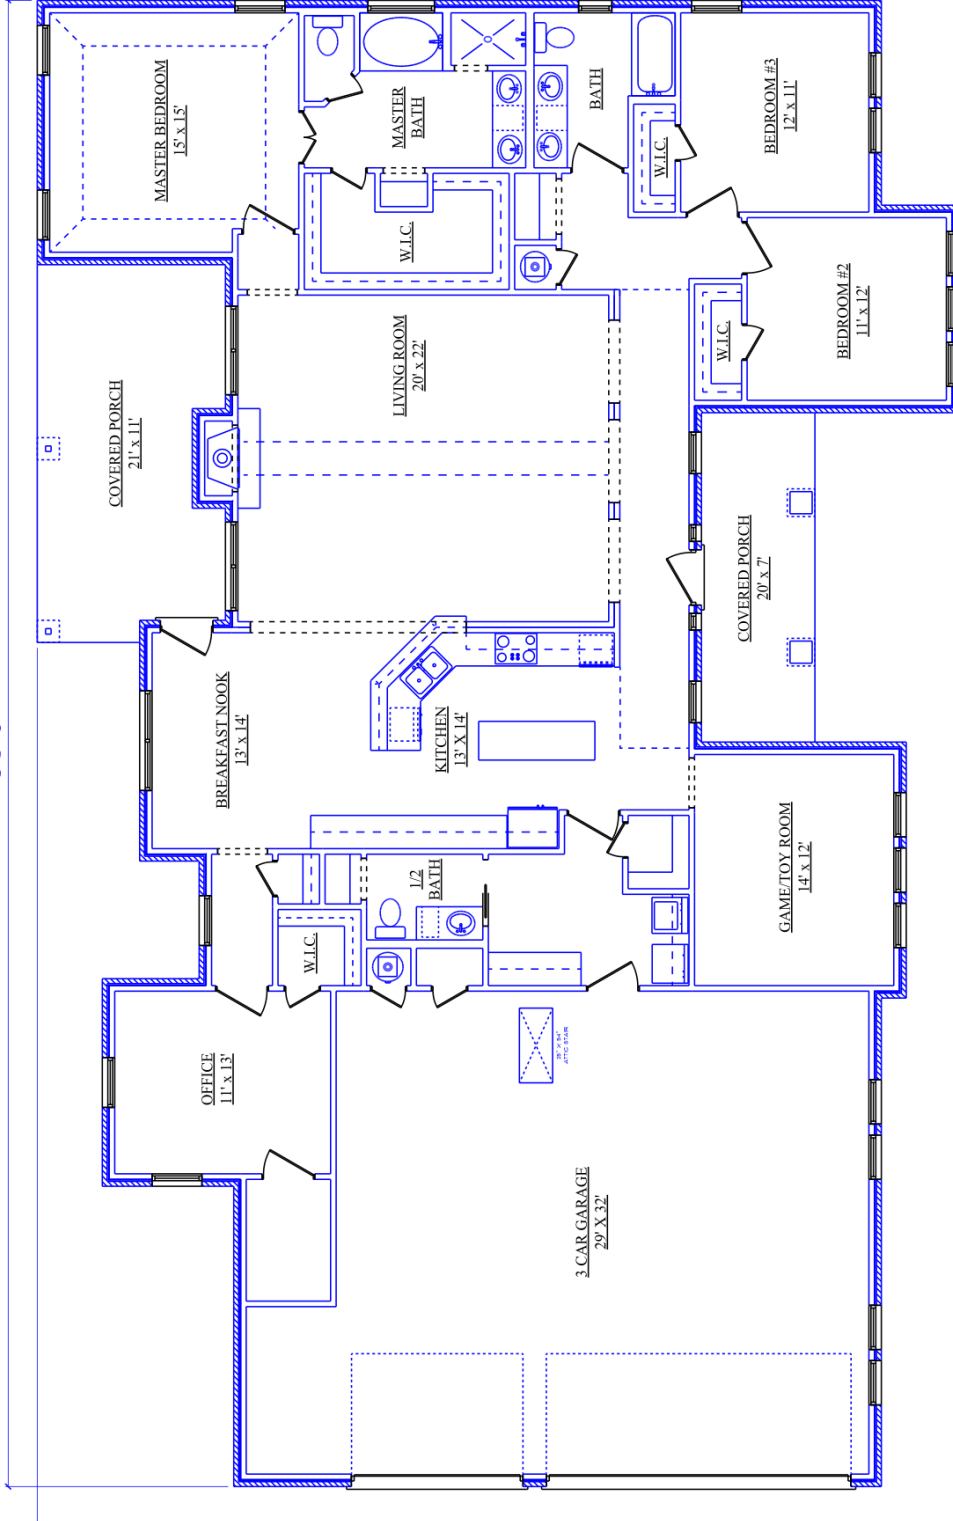 MASTER BEDROOM
15' x 15'
MASTER
BATH
BATH
BEDROOM #3
12' x 11'
W.I.C.
W.I.C.
BEDROOM #2
11' x 12'
W.I.C.
COVERED PORCH
21' x 11'
LIVING ROOM
20' x 22'
COVERED PORCH
20' x 7'
BREAKFAST NOOK
13' x 14'
KITCHEN
13' X 14'
GAME/TOY ROOM
14' x 12'
1/2
BATH
W.I.C.
OFFICE
11' x 13'
ATTIC STAIR
3 CAR GARAGE
29' X 32'